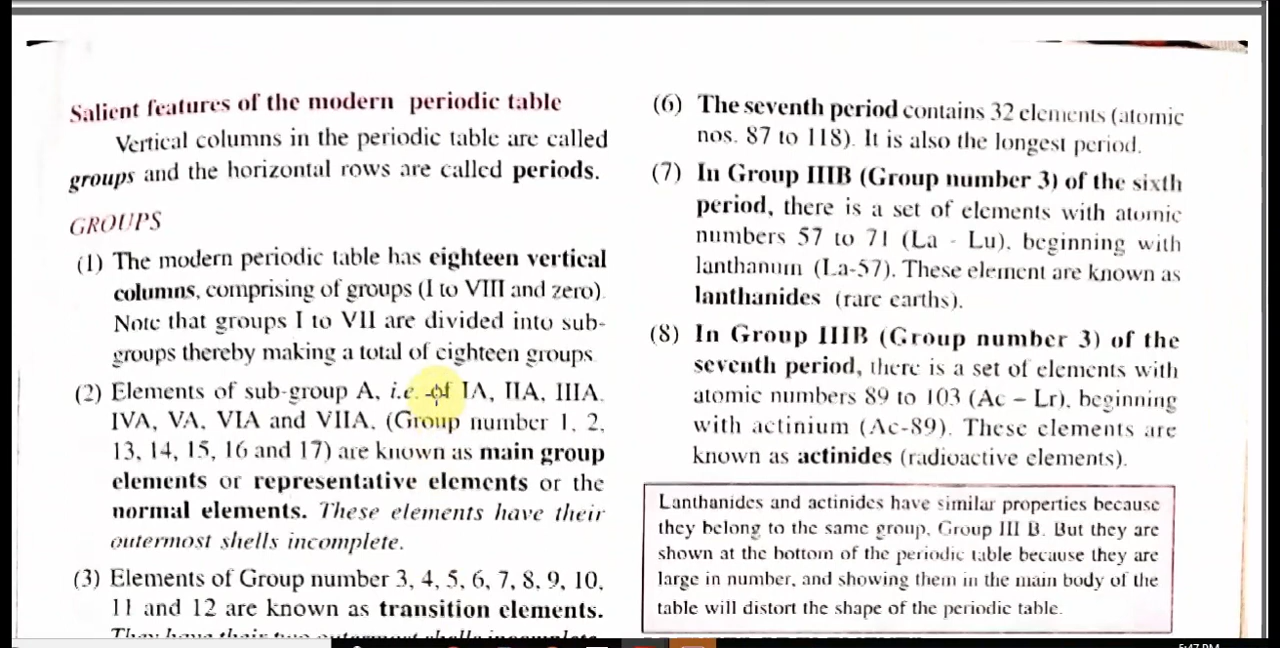 Salient features of the modern periodic table
Vertical columns in the periodic table are called
groups and the horizontal rows are called periods.
GROUPS
(1) The modern periodic table has eighteen vertical
columns, comprising of groups (I to VIII and zero).
Note that groups I to VII are divided into sub-
groups thereby making a total of eighteen groups.
(2) Elements of sub-group A, i.e. of IA, IIA, IIIA.
IVA, VA, VIA and VIIA, (Group number 1, 2,
13, 14, 15, 16 and 17) are known as main group
elements or representative elements or the
normal elements. These elements have their
outermost shells incomplete.
(3) Elements of Group number 3, 4, 5, 6, 7, 8, 9, 10,
11 and 12 are known as transition elements.
They have their two outermost shells incomplete
(6) The seventh period contains 32 elements (atomic
nos. 87 to 118). It is also the longest period.
(7) In Group IIIB (Group number 3) of the sixth
period, there is a set of elements with atomic
numbers 57 to 71 (La - Lu), beginning with
lanthanum (La-57). These element are known as
lanthanides (rare earths).
(8) In Group IIIB (Group number 3) of the
seventh period, there is a set of elements with
atomic numbers 89 to 103 (Ac – Lr), beginning
with actinium (Ac-89). These elements are
known as actinides (radioactive elements).
Lanthanides and actinides have similar properties because
they belong to the same group, Group III B. But they are
shown at the bottom of the periodic table because they are
large in number, and showing them in the main body of the
table will distort the shape of the periodic table.
5:47 PM